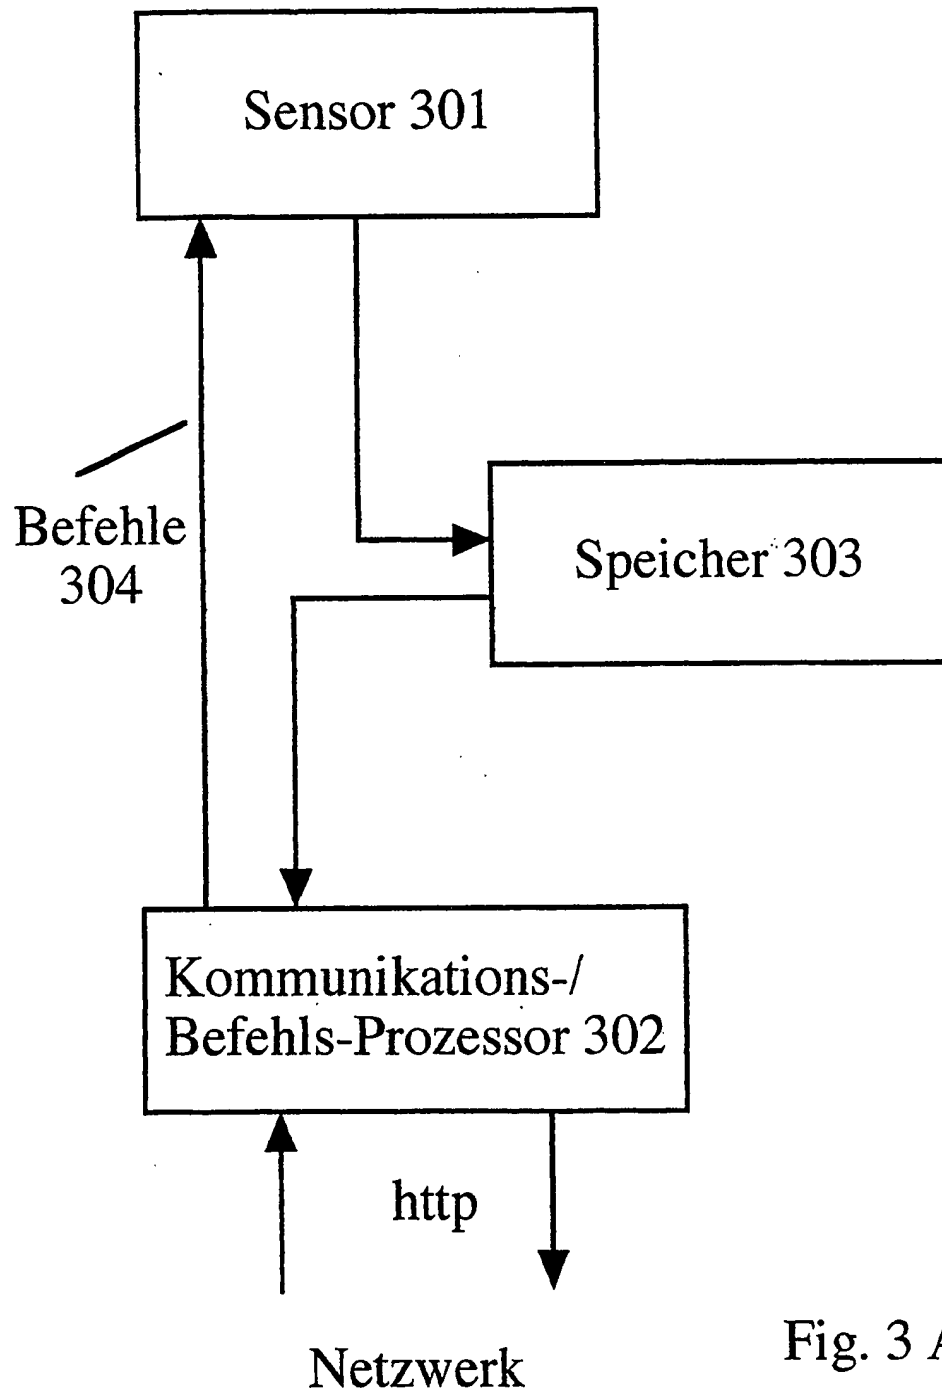 Sensor 301
Befehle
304
Speicher 303
Kommunikations-/
Befehls-Prozessor 302
http
Netzwerk
Fig. 3 A